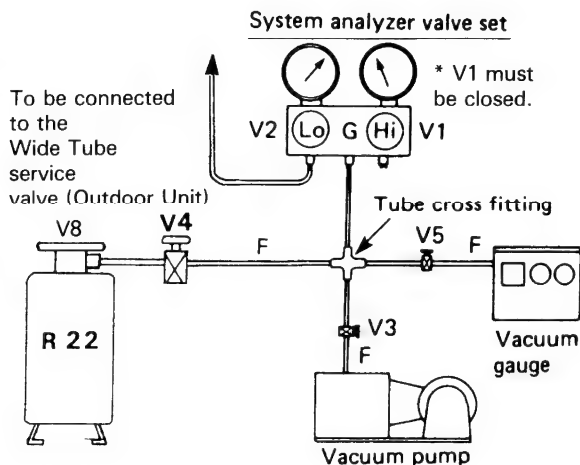 System analyzer valve set
* V1 must
be closed.
To be connected
to the
Wide Tube
service
valve (Outdoor Unit)
V2
Lo
G
Hi
V1
Tube cross fitting
V8
V4
F
V5
F
R 22
V3
F
Vacuum
gauge
Vacuum pump